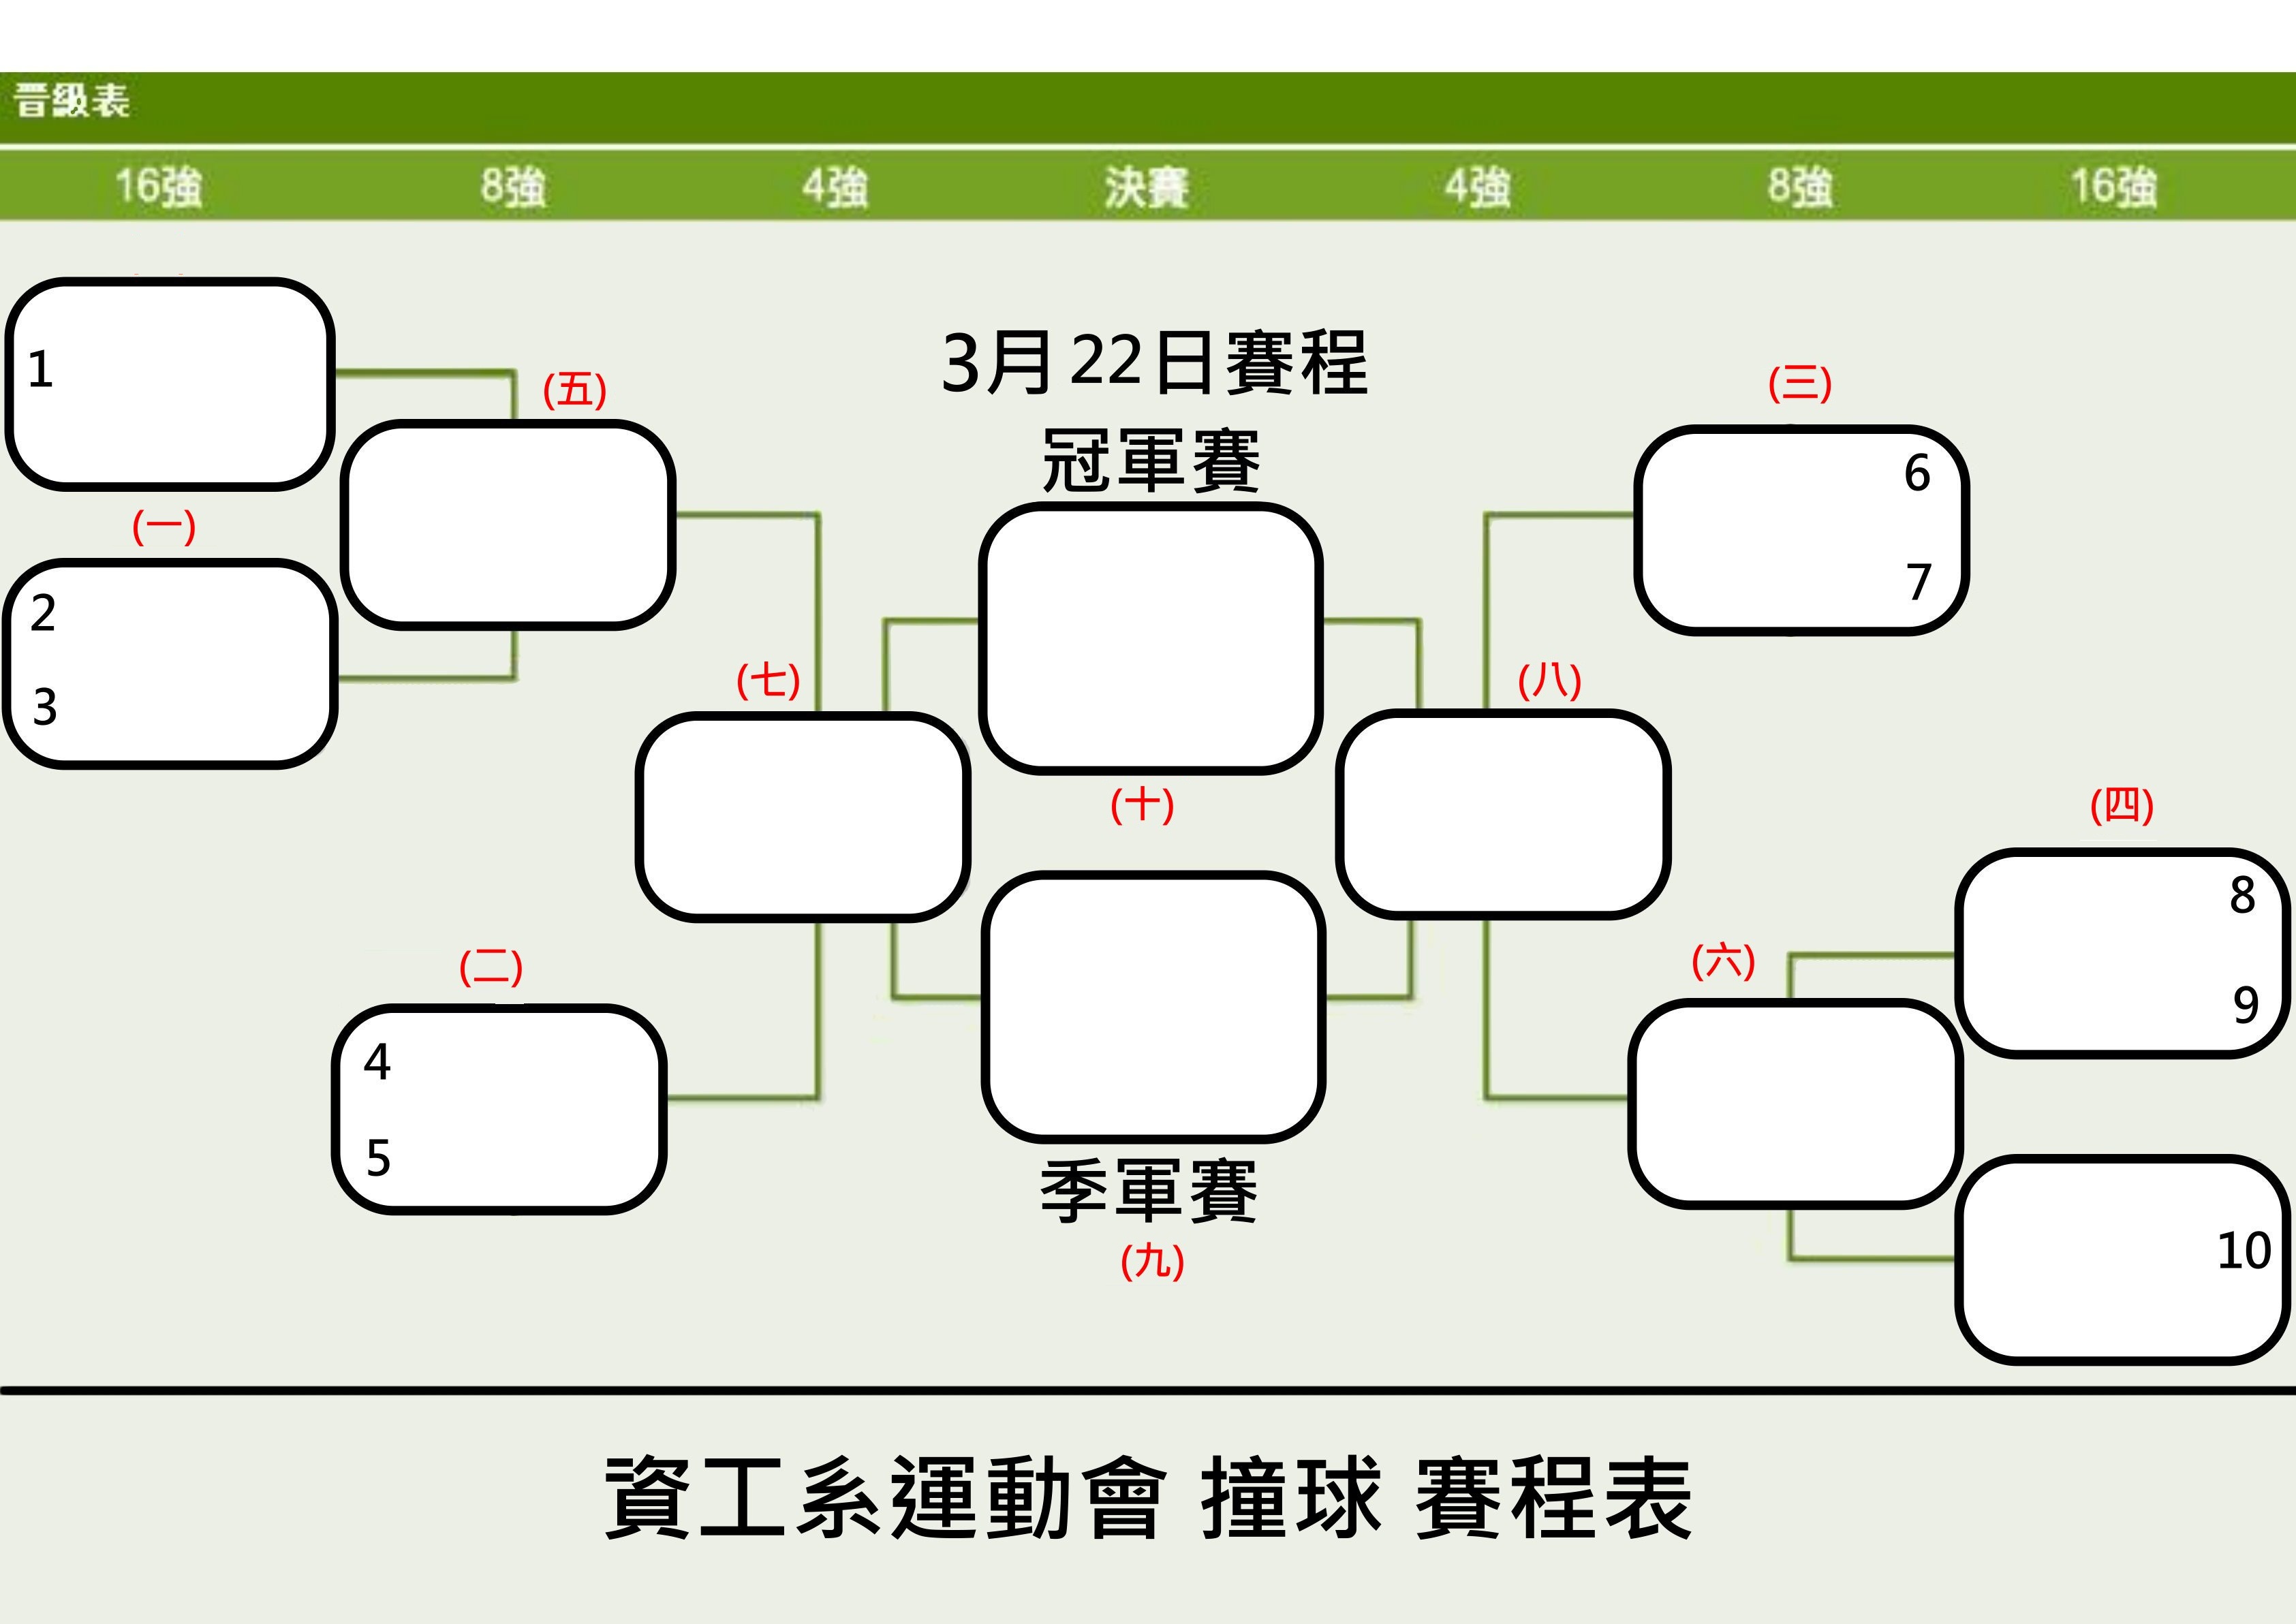 晋級表
16強 8強 4強 決賽 4強 8強 16強
3月22日賽程
冠軍賽
1
(五)
(三)
(一)
6
7
2
3
(七)
(八)
(十)
(四)
8
9
(二)
(六)
4
5
季軍賽
(九)
10
資工系運動會 撞球 賽程表